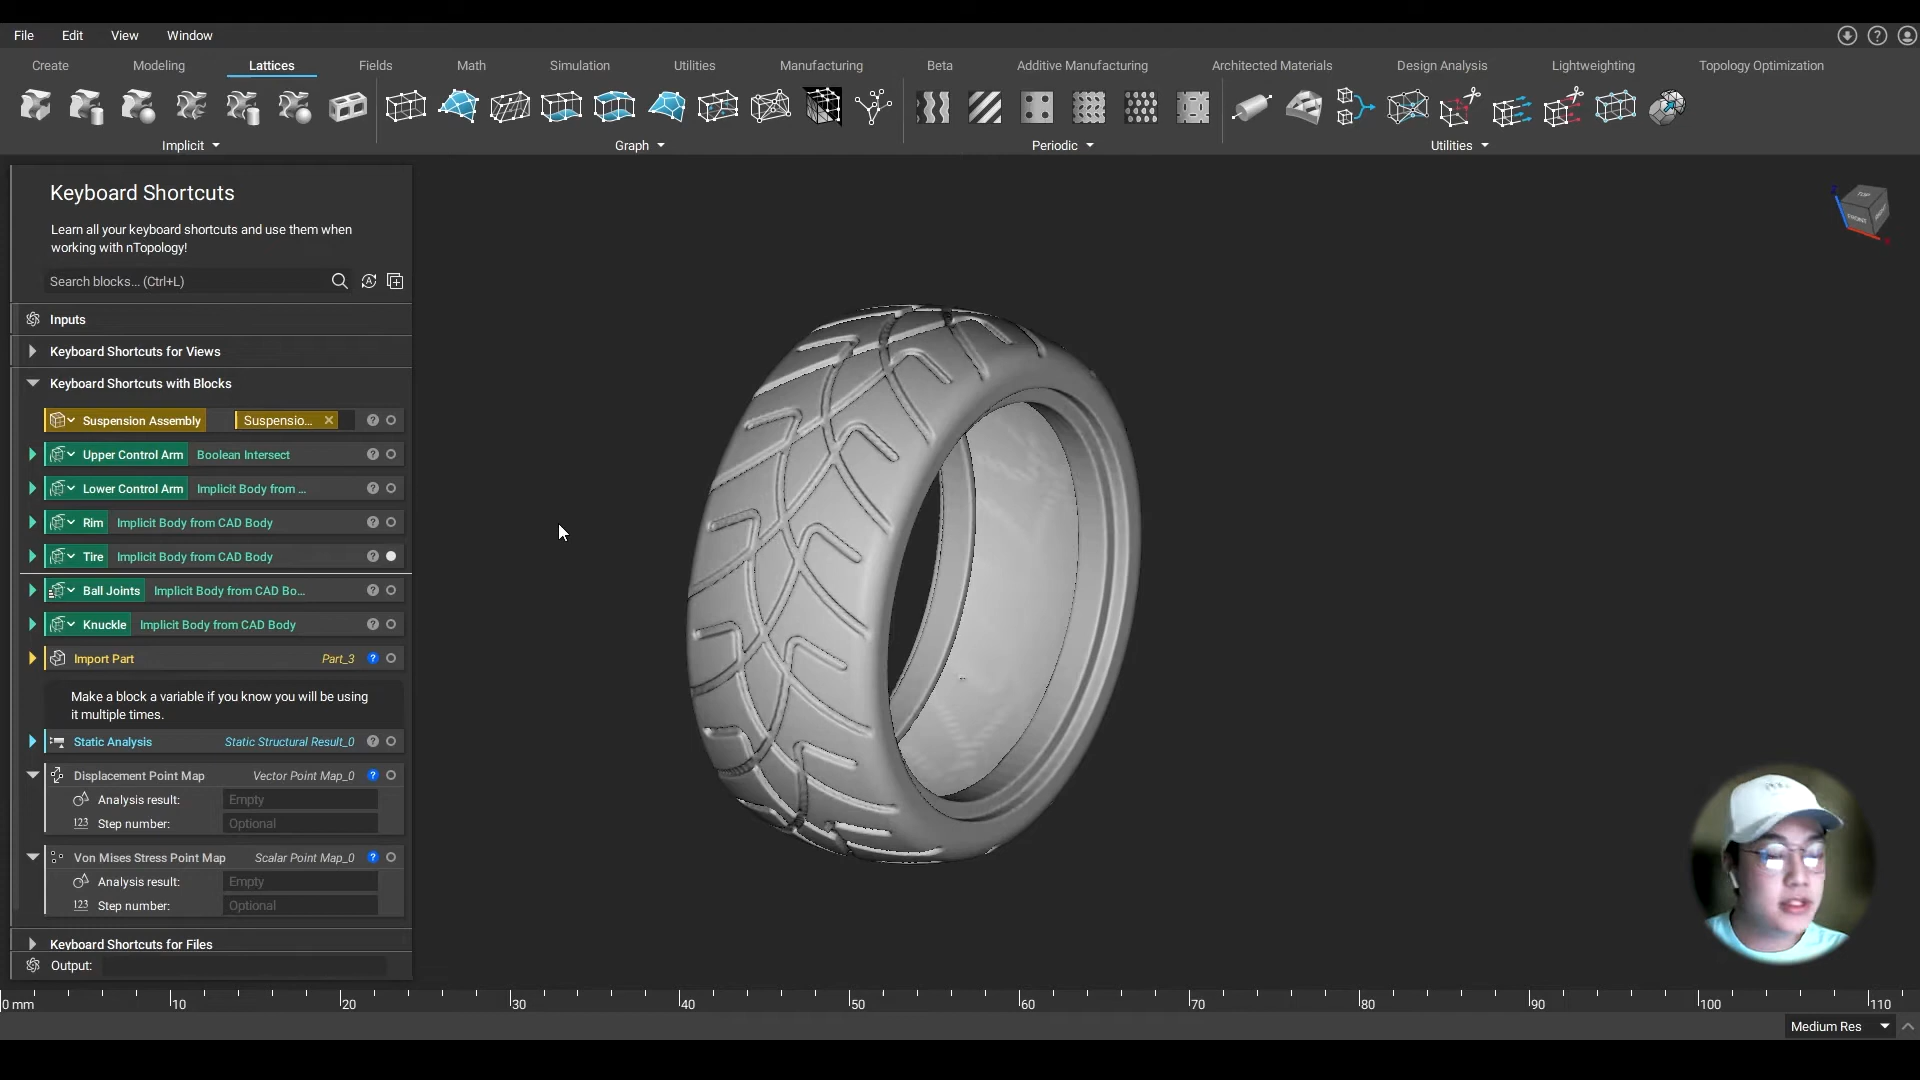 File Edit View Window
Create Modeling Lattices Fields Math Simulation Utilities Manufacturing Beta Additive Manufacturing Architected Materials Design Analysis Lightweighting Topology Optimization
Implicit Graph Periodic Utilities
Keyboard Shortcuts
Learn all your keyboard shortcuts and use them when
working with nTopology!
Search blocks... (Ctrl+L)
Inputs
Keyboard Shortcuts for Views
Keyboard Shortcuts with Blocks
Suspension Assembly Suspensio...
Upper Control Arm Boolean Intersect
Lower Control Arm Implicit Body from ...
Rim Implicit Body from CAD Body
Tire Implicit Body from CAD Body
Ball Joints Implicit Body from CAD Bo...
Knuckle Implicit Body from CAD Body
Import Part Part_3
Make a block a variable if you know you will be using
it multiple times.
Static Analysis Static Structural Result_0
Displacement Point Map Vector Point Map_0
Analysis result: Empty
123 Step number: Optional
Von Mises Stress Point Map Scalar Point Map_0
Analysis result: Empty
123 Step number: Optional
Keyboard Shortcuts for Files
Output:
0 mm 10 20 30 40 50 60 70 80 90 100 110
Medium Res